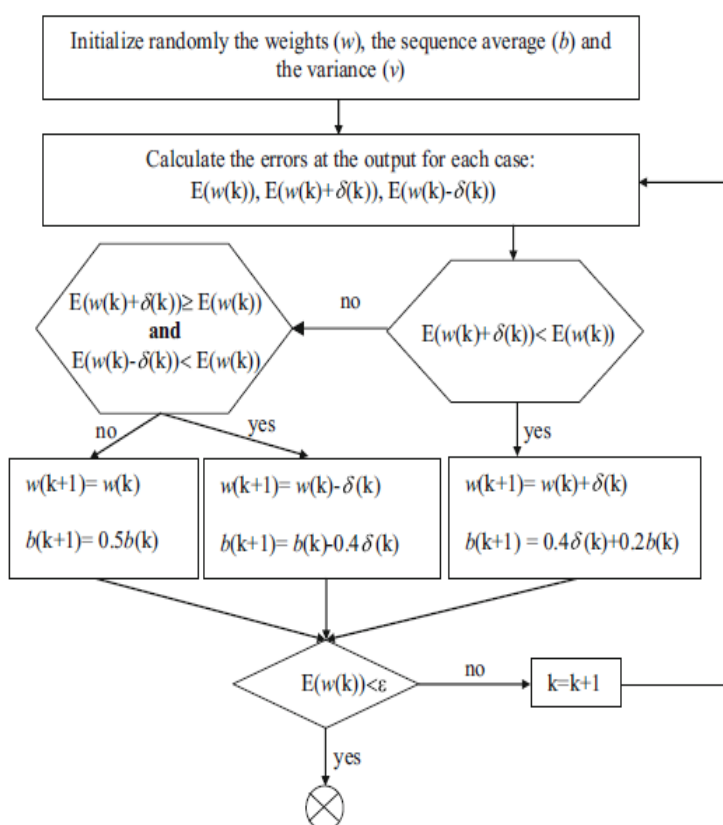 Initialize randomly the weights (w), the sequence average (b) and
the variance (v)
Calculate the errors at the output for each case:
E(w(k)), E(w(k)+δ(k)), E(w(k)-δ(k))
E(w(k)+δ(k))≥ E(w(k))
and
E(w(k)-δ(k))< E(w(k))
no
E(w(k)+δ(k))< E(w(k))
no
yes
yes
w(k+1)= w(k)
b(k+1)= 0.5b(k)
w(k+1)= w(k)-δ(k)
b(k+1)= b(k)-0.4δ(k)
w(k+1)= w(k)+δ(k)
b(k+1) = 0.4δ(k)+0.2b(k)
E(w(k))<ε
no
k=k+1
yes